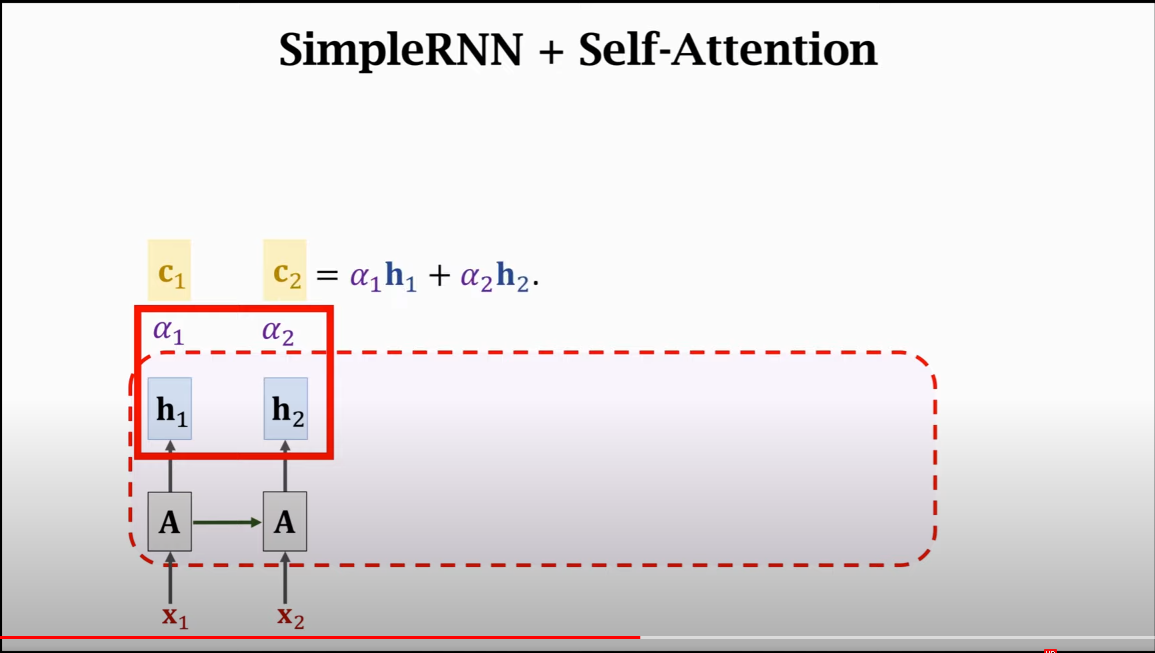 SimpleRNN + Self-Attention
c₁ c₂ = α₁h₁ + α₂h₂.
α₁ α₂
h₁ h₂
A A
x₁ x₂